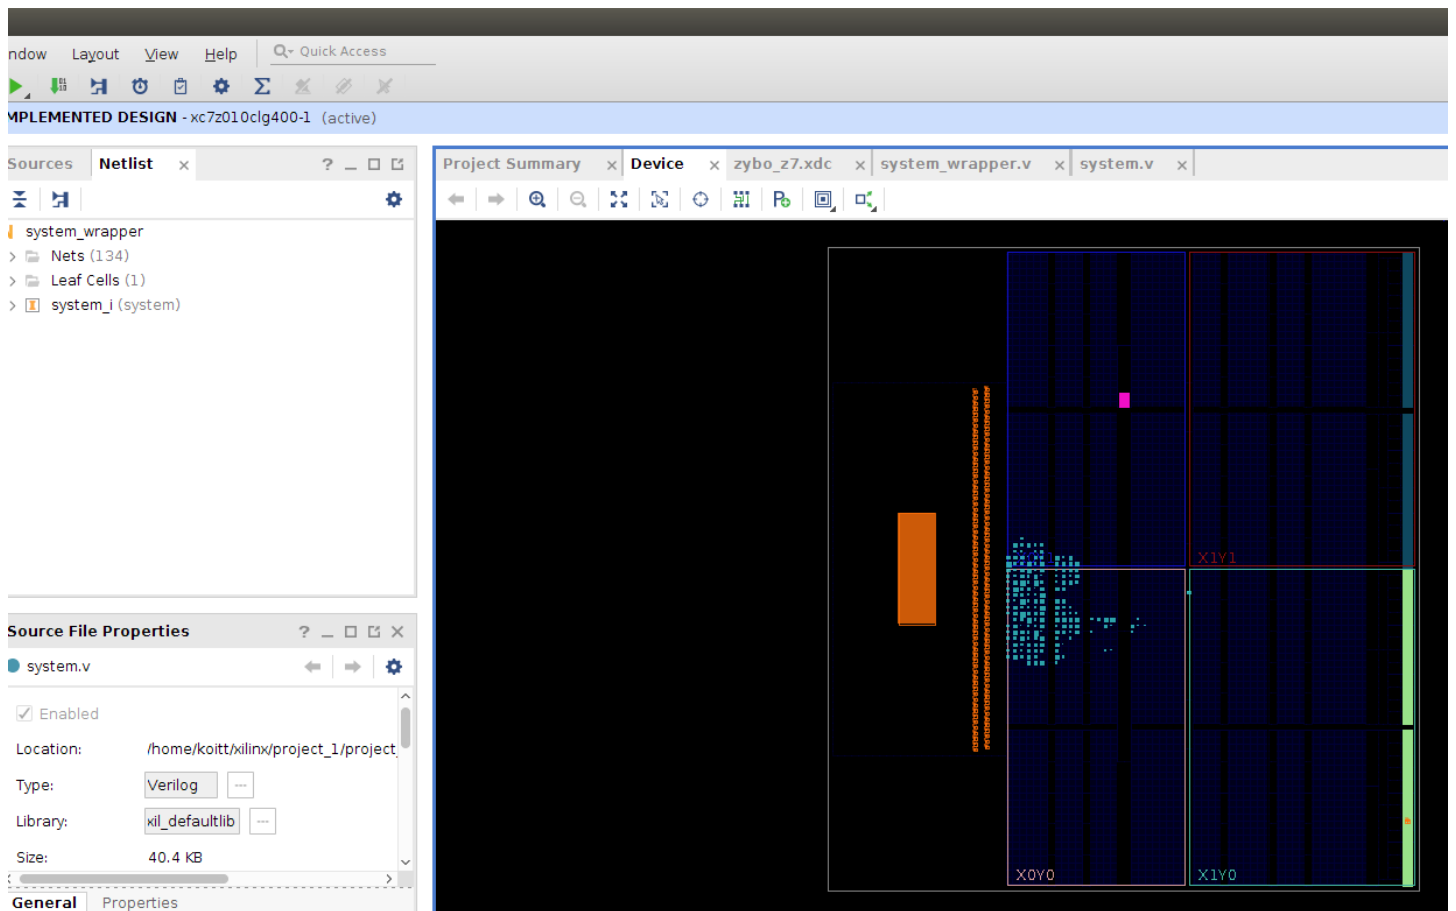 ndow Layout View Help Quick Access
MPLEMENTED DESIGN - xc7z010clg400-1 (active)
Sources Netlist
system_wrapper
Nets (134)
Leaf Cells (1)
system_i (system)
Source File Properties
system.v
Enabled
Location: /home/koitt/xilinx/project_1/project_
Type: Verilog
Library: xil_defaultlib
Size: 40.4 KB
General Properties
Project Summary Device zybo_z7.xdc system_wrapper.v system.v
X1Y1
X0Y0 X1Y0